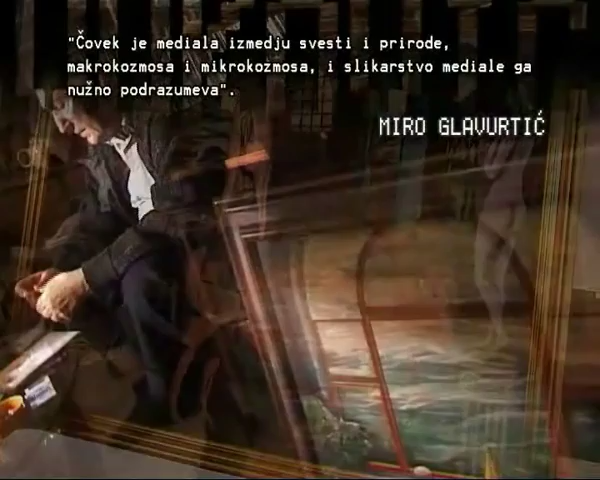 "Čovek je mediala izmedju svesti i prirode,
makrokozmosa i mikrokozmosa, i slikarstvo mediale ga
nužno podrazumeva".
MIRO GLAVURTIĆ